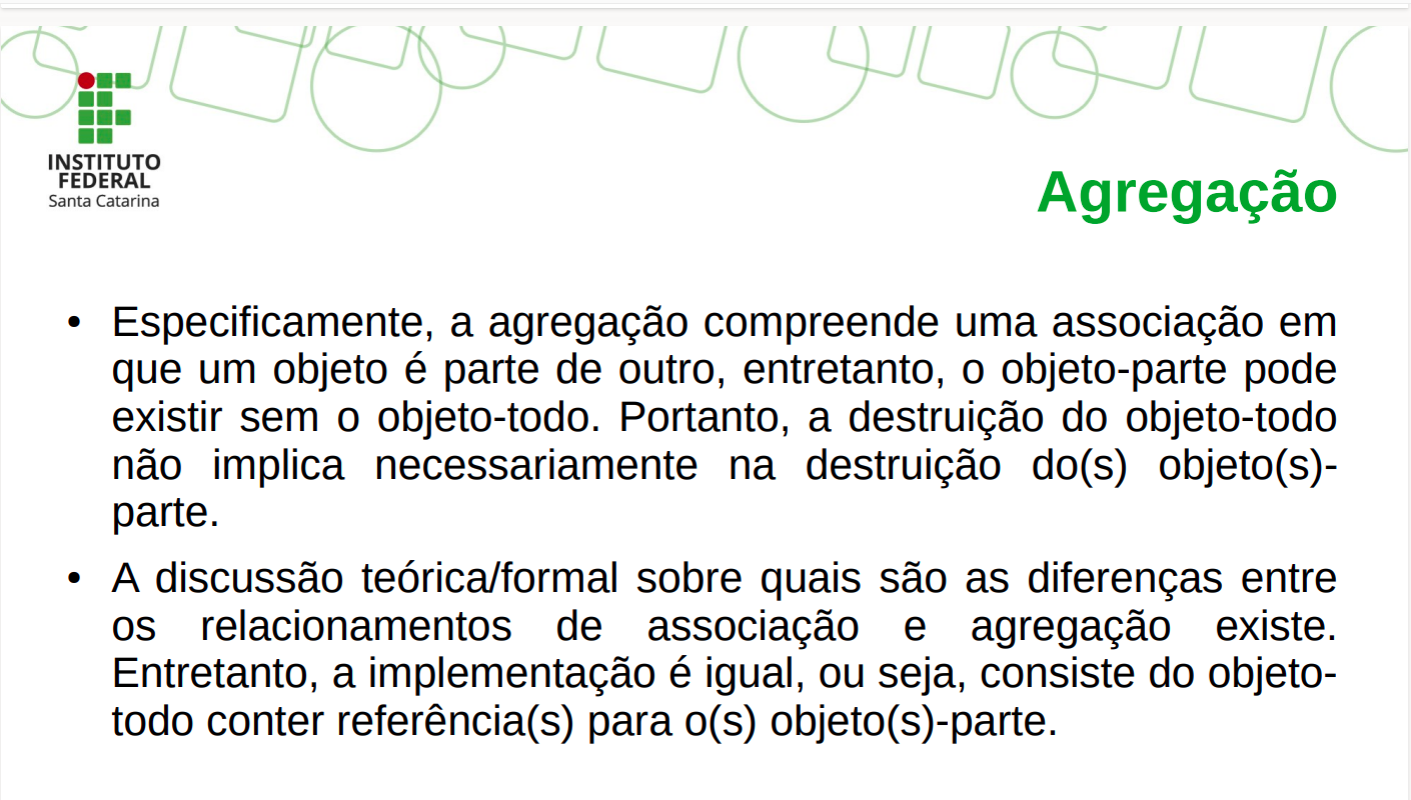 INSTITUTO
FEDERAL
Santa Catarina
Agregação
• Especificamente, a agregação compreende uma associação em
que um objeto é parte de outro, entretanto, o objeto-parte pode
existir sem o objeto-todo. Portanto, a destruição do objeto-todo
não implica necessariamente na destruição do(s) objeto(s)-
parte.
• A discussão teórica/formal sobre quais são as diferenças entre
os relacionamentos de associação e agregação existe.
Entretanto, a implementação é igual, ou seja, consiste do objeto-
todo conter referência(s) para o(s) objeto(s)-parte.